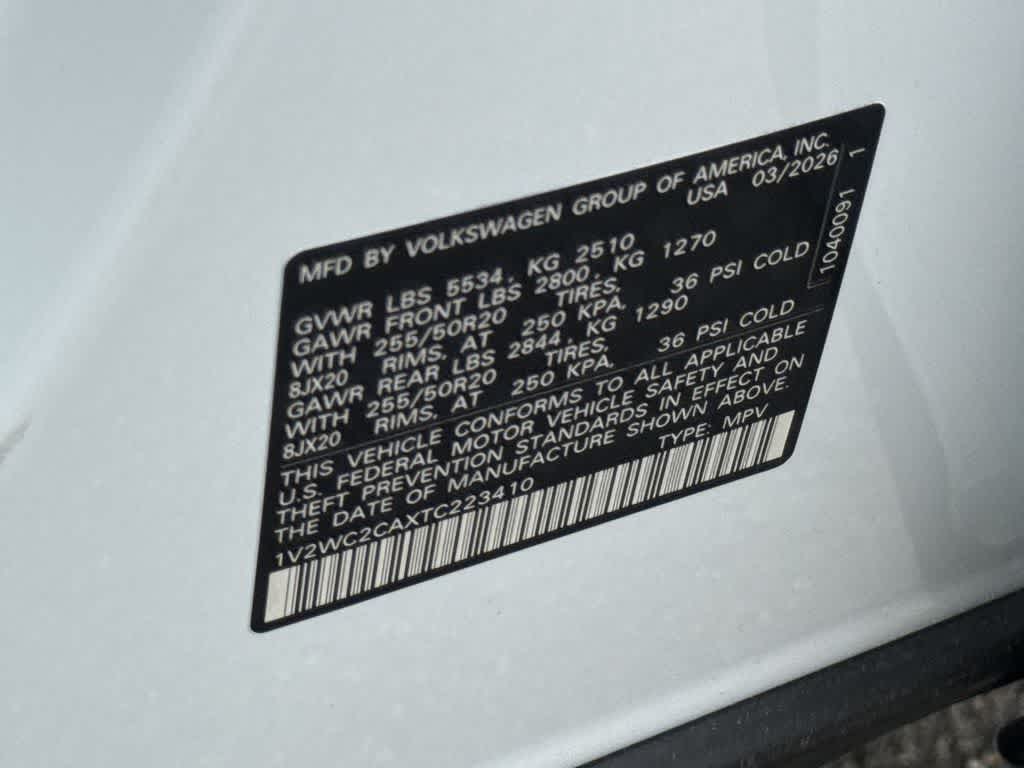 MFD BY VOLKSWAGEN GROUP OF AMERICA, INC.
USA 03/2026 1
GVWR LBS 5534. KG 2510
GAWR FRONT LBS 2800. KG 1270
WITH 255/50R20 TIRES,
8JX20 RIMS, AT 250 KPA, 36 PSI COLD
GAWR REAR LBS 2844. KG 1290
WITH 255/50R20 TIRES,
8JX20 RIMS, AT 250 KPA, 36 PSI COLD
THIS VEHICLE CONFORMS TO ALL APPLICABLE
U.S. FEDERAL MOTOR VEHICLE SAFETY AND
THEFT PREVENTION STANDARDS IN EFFECT ON
THE DATE OF MANUFACTURE SHOWN ABOVE.
1V2WC2CAXTC223410 TYPE: MPV
1040091